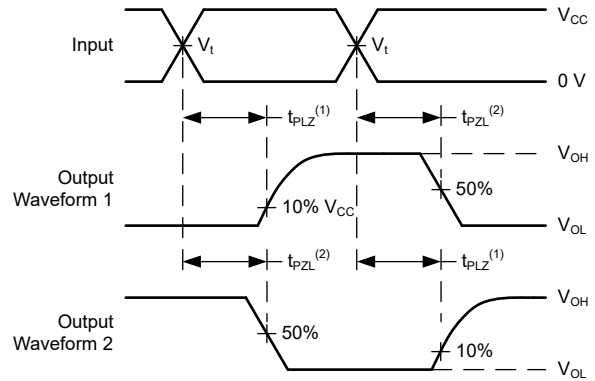 V_CC
Input
V_t
V_t
0 V
t_PLZ^(1)
t_PZL^(2)
V_OH
Output
Waveform 1
50%
10% V_CC
V_OL
t_PZL^(2)
t_PLZ^(1)
V_OH
Output
Waveform 2
50%
10%
V_OL